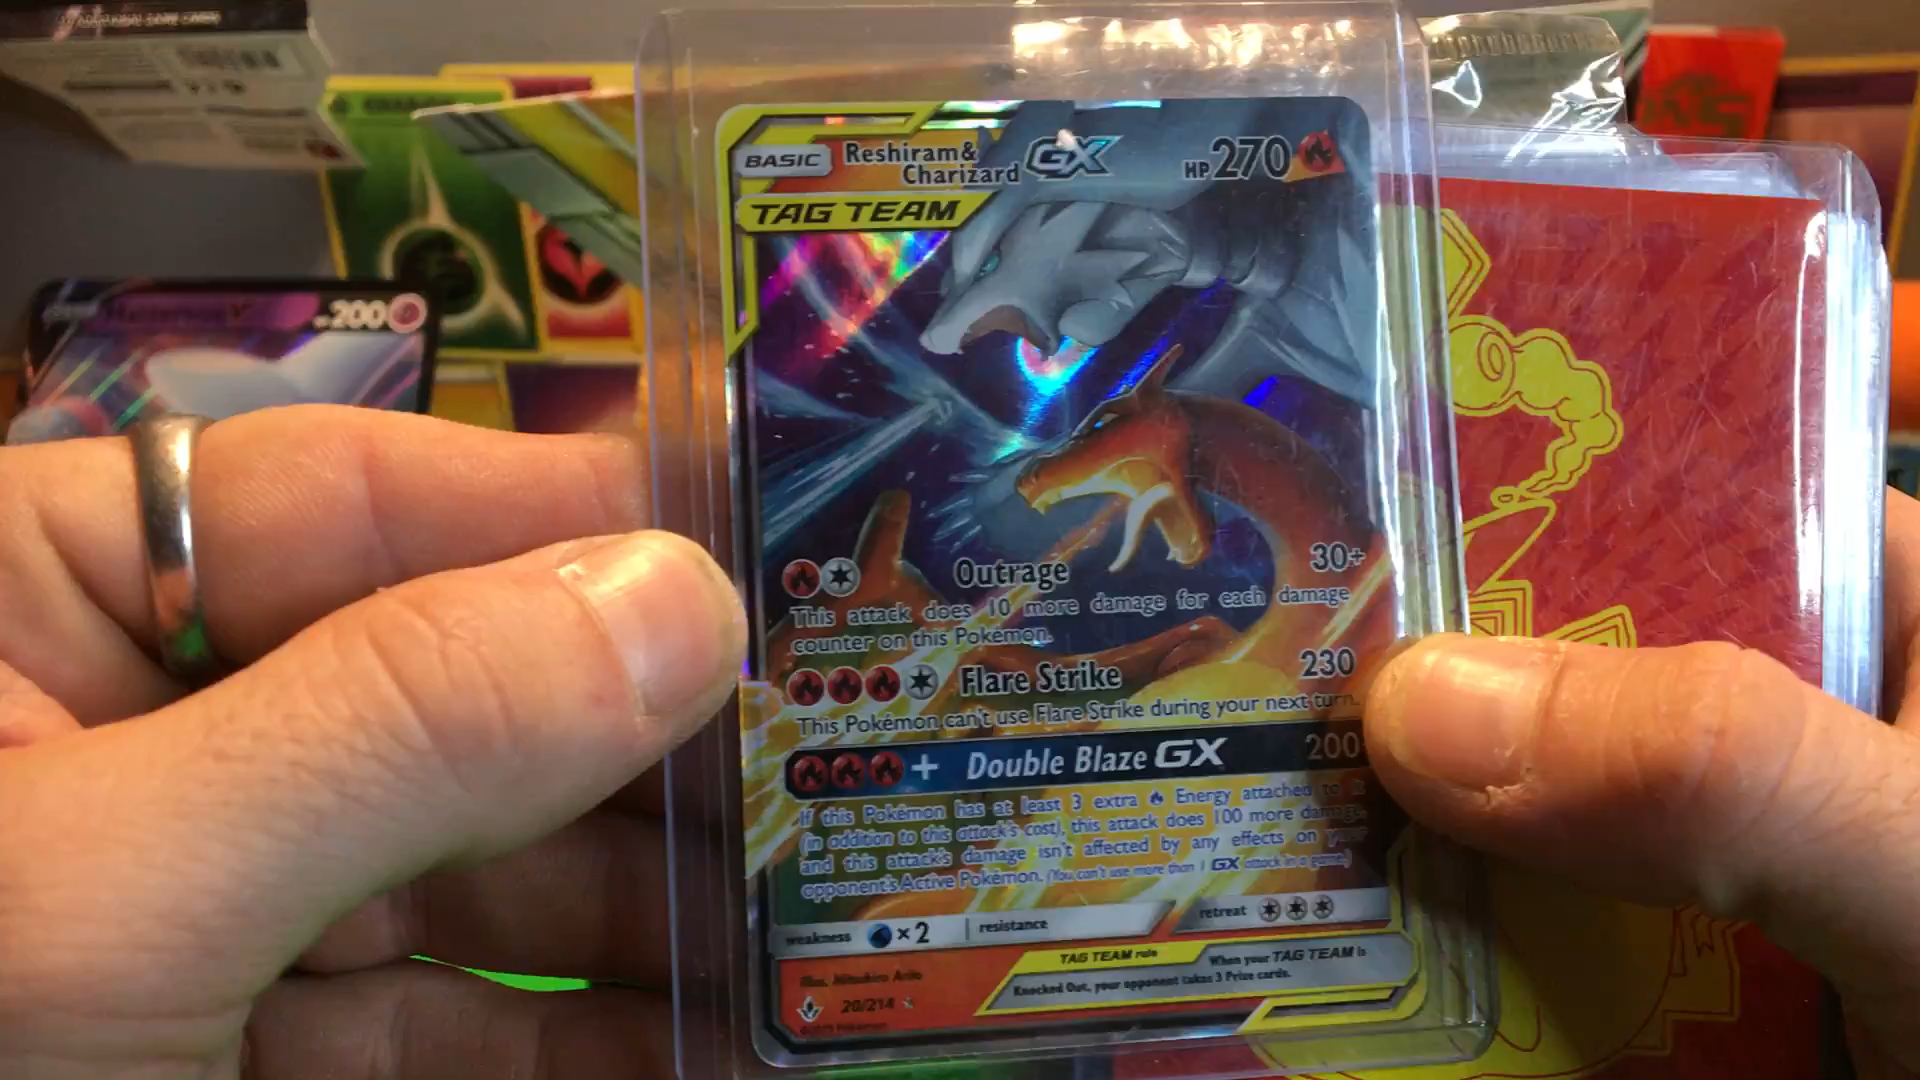 BASIC Reshiram & Charizard GX HP 270
TAG TEAM
200
Outrage 30+
This attack does 10 more damage for each damage
counter on this Pokémon.
Flare Strike 230
This Pokémon can't use Flare Strike during your next turn.
+ Double Blaze GX 200
If this Pokémon has at least 3 extra Energy attached to
(in addition to this attack's cost), this attack does 100 more damage,
and this attack's damage isn't affected by any effects on
opponent's Active Pokémon. (You can't use more than 1 GX attack in a game.)
weakness ×2 resistance retreat
TAG TEAM rule When your TAG TEAM is
Knocked Out, your opponent takes 3 Prize cards.
Illus. Mitsuhiro Arita
20/214